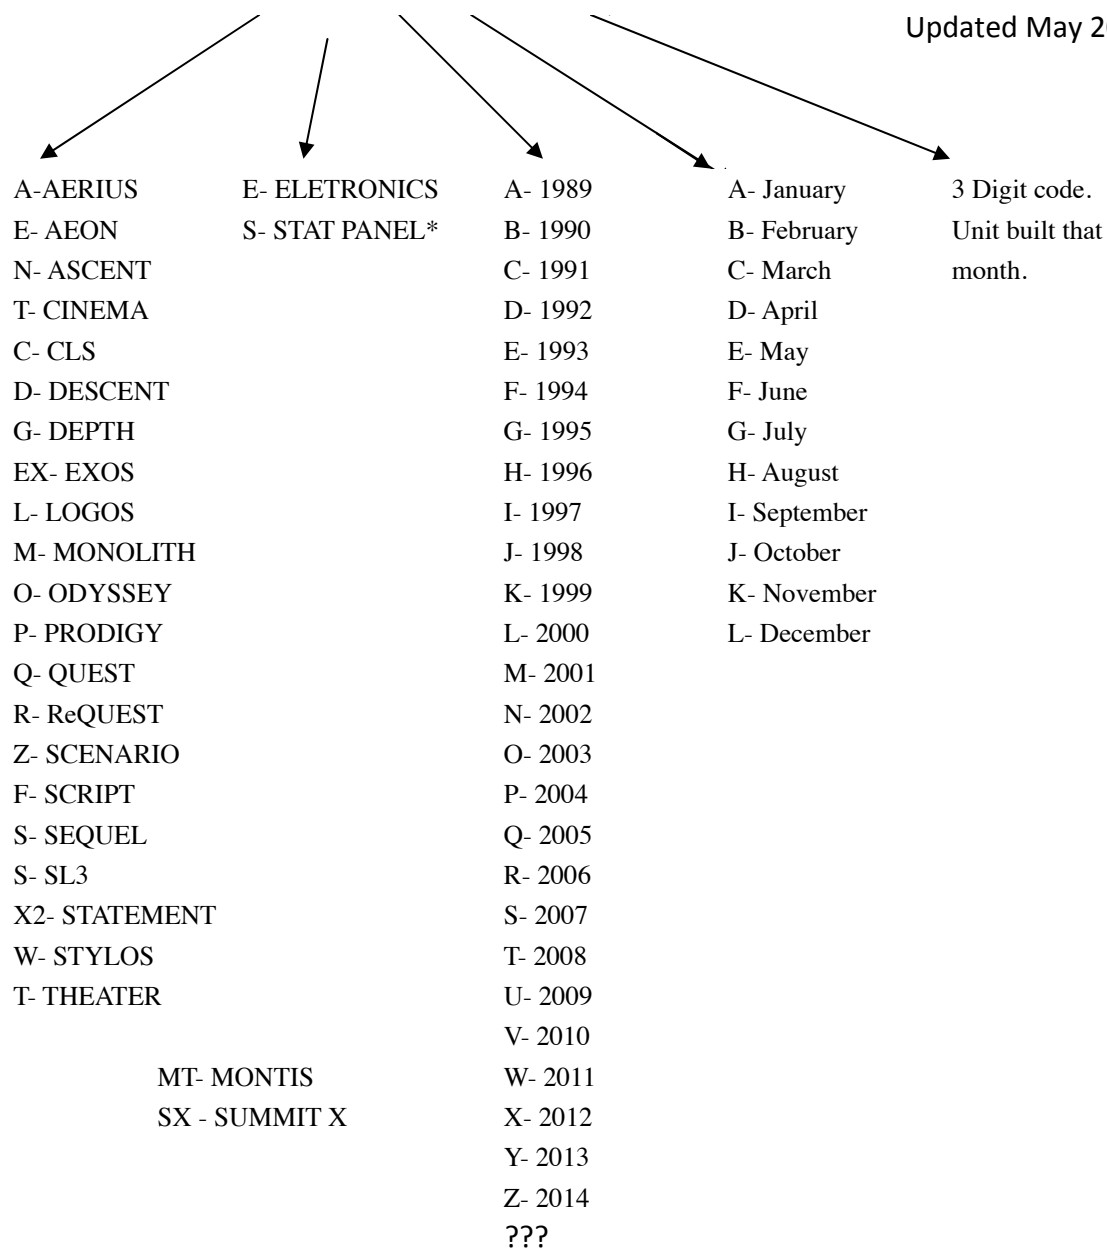 Updated May 2
A-AERIUS E- ELETRONICS A- 1989 A- January 3 Digit code.
E- AEON S- STAT PANEL* B- 1990 B- February Unit built that
N- ASCENT C- 1991 C- March month.
T- CINEMA D- 1992 D- April
C- CLS E- 1993 E- May
D- DESCENT F- 1994 F- June
G- DEPTH G- 1995 G- July
EX- EXOS H- 1996 H- August
L- LOGOS I- 1997 I- September
M- MONOLITH J- 1998 J- October
O- ODYSSEY K- 1999 K- November
P- PRODIGY L- 2000 L- December
Q- QUEST M- 2001
R- ReQUEST N- 2002
Z- SCENARIO O- 2003
F- SCRIPT P- 2004
S- SEQUEL Q- 2005
S- SL3 R- 2006
X2- STATEMENT S- 2007
W- STYLOS T- 2008
T- THEATER U- 2009
V- 2010
MT- MONTIS W- 2011
SX - SUMMIT X X- 2012
Y- 2013
Z- 2014
???